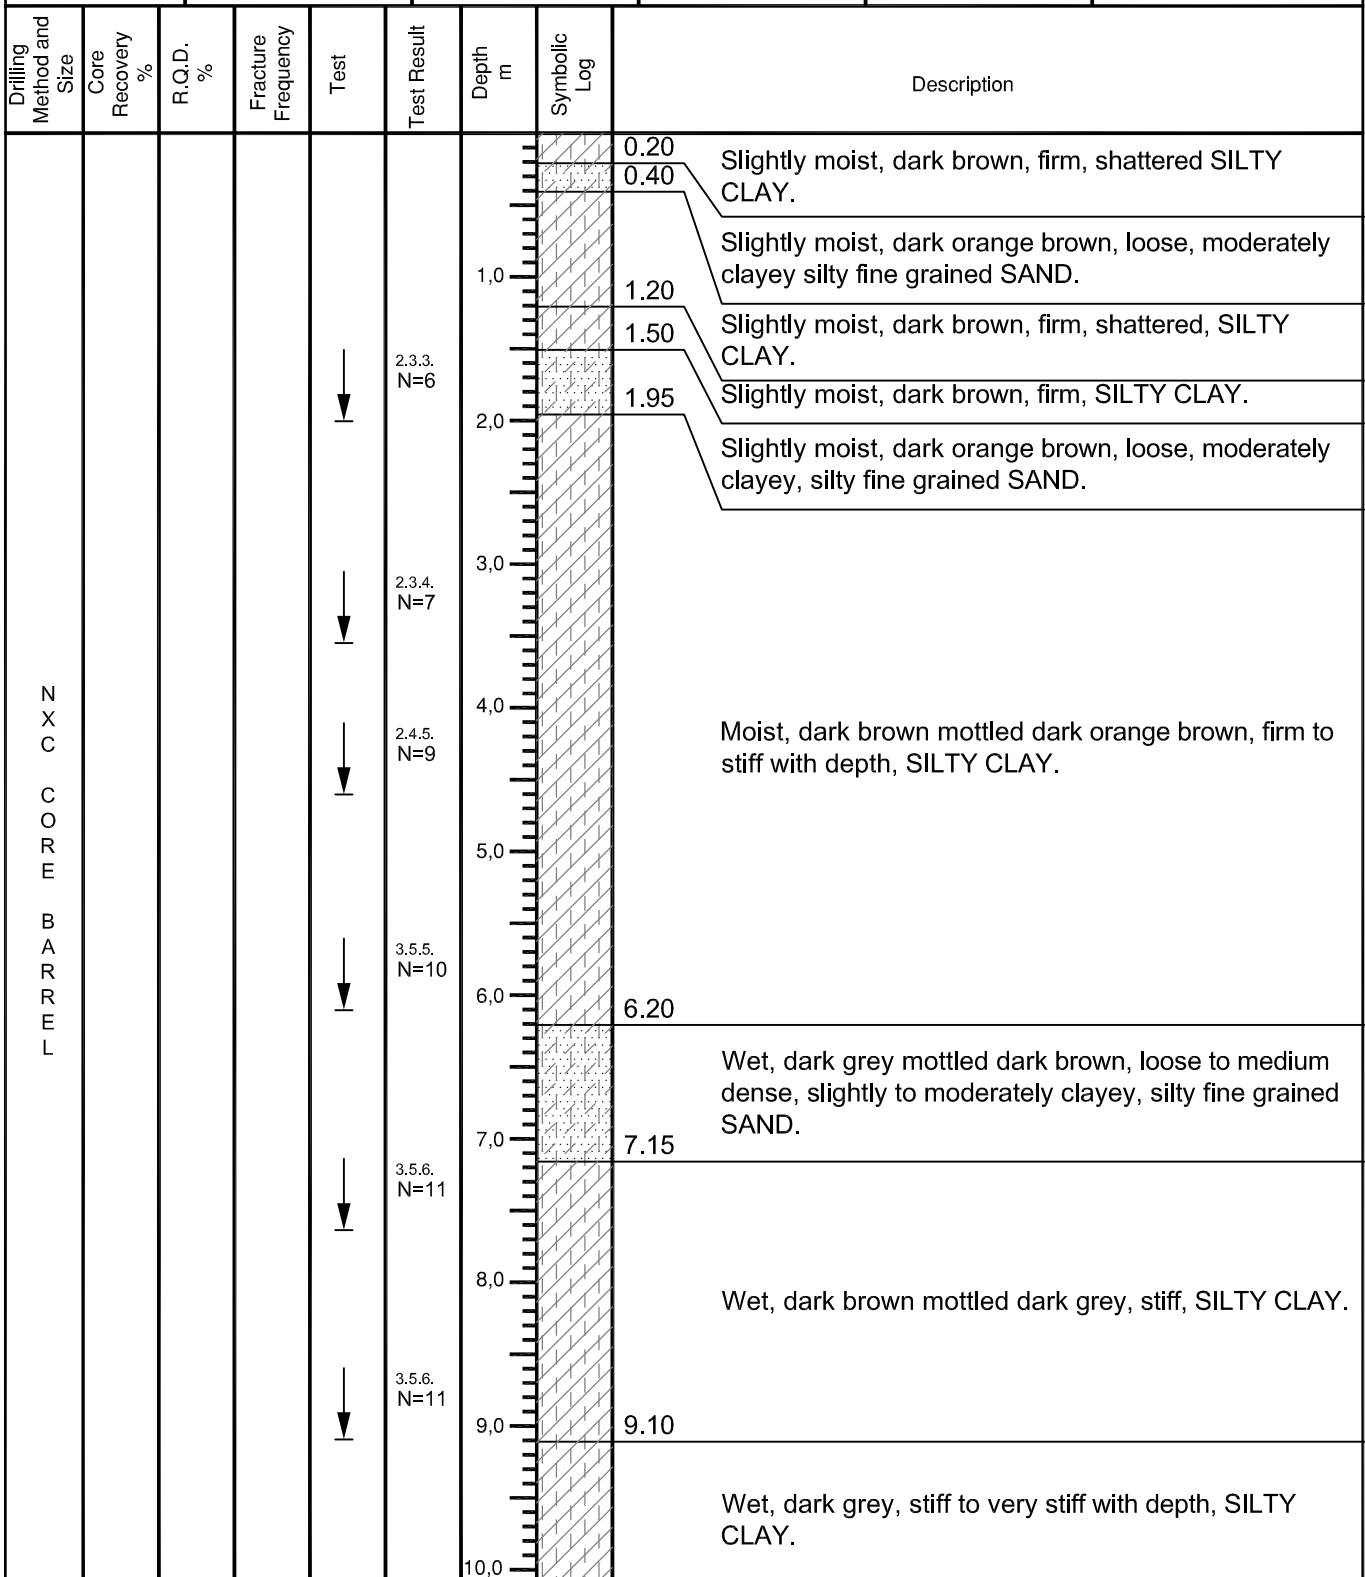 Drilling
Method and
Size
Core
Recovery
%
R.Q.D.
%
Fracture
Frequency
Test
Test Result
Depth
m
Symbolic
Log
Description
0.20
Slightly moist, dark brown, firm, shattered SILTY
CLAY.
0.40
Slightly moist, dark orange brown, loose, moderately
clayey silty fine grained SAND.
1,0
1.20
Slightly moist, dark brown, firm, shattered, SILTY
CLAY.
1.50
2.3.3.
N=6
Slightly moist, dark brown, firm, SILTY CLAY.
1.95
2,0
Slightly moist, dark orange brown, loose, moderately
clayey, silty fine grained SAND.
3,0
2.3.4.
N=7
NXC CORE BARREL
4,0
2.4.5.
N=9
Moist, dark brown mottled dark orange brown, firm to
stiff with depth, SILTY CLAY.
5,0
3.5.5.
N=10
6,0
6.20
Wet, dark grey mottled dark brown, loose to medium
dense, slightly to moderately clayey, silty fine grained
SAND.
7,0
7.15
3.5.6.
N=11
8,0
Wet, dark brown mottled dark grey, stiff, SILTY CLAY.
3.5.6.
N=11
9,0
9.10
Wet, dark grey, stiff to very stiff with depth, SILTY
CLAY.
10,0